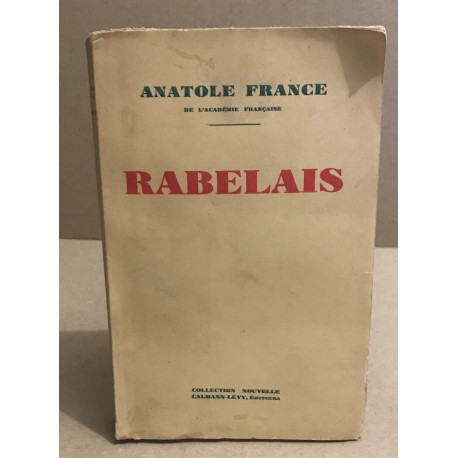 ANATOLE FRANCE
DE L'ACADÉMIE FRANÇAISE
RABELAIS
COLLECTION NOUVELLE
CALMANN-LÉVY, ÉDITEURS